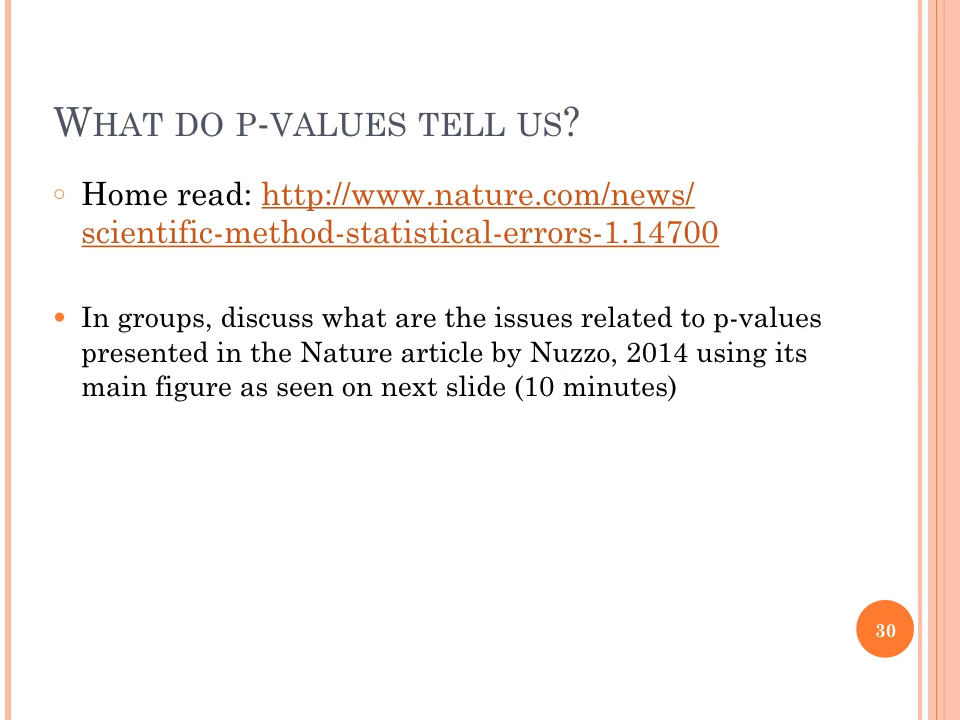 WHAT DO P-VALUES TELL US?
Home read: http://www.nature.com/news/
scientific-method-statistical-errors-1.14700
In groups, discuss what are the issues related to p-values
presented in the Nature article by Nuzzo, 2014 using its
main figure as seen on next slide (10 minutes)
30